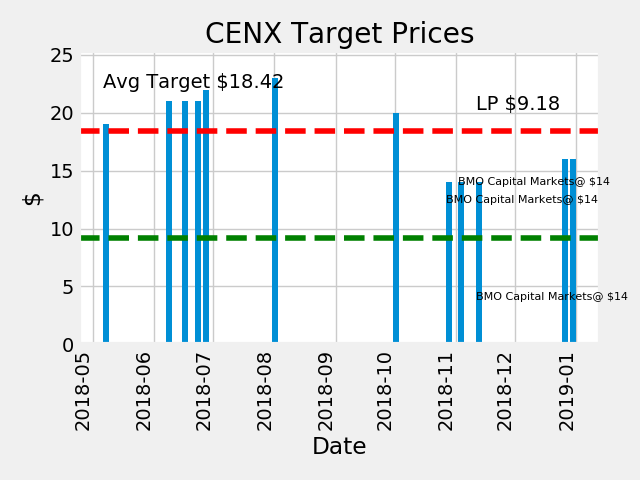 CENX Target Prices
25
Avg Target $18.42
LP $9.18
20
15
BMO Capital Markets@ $14
BMO Capital Markets@ $14
10
5
BMO Capital Markets@ $14
0
$
2018-05
2018-06
2018-07
2018-08
2018-09
2018-10
2018-11
2018-12
2019-01
Date